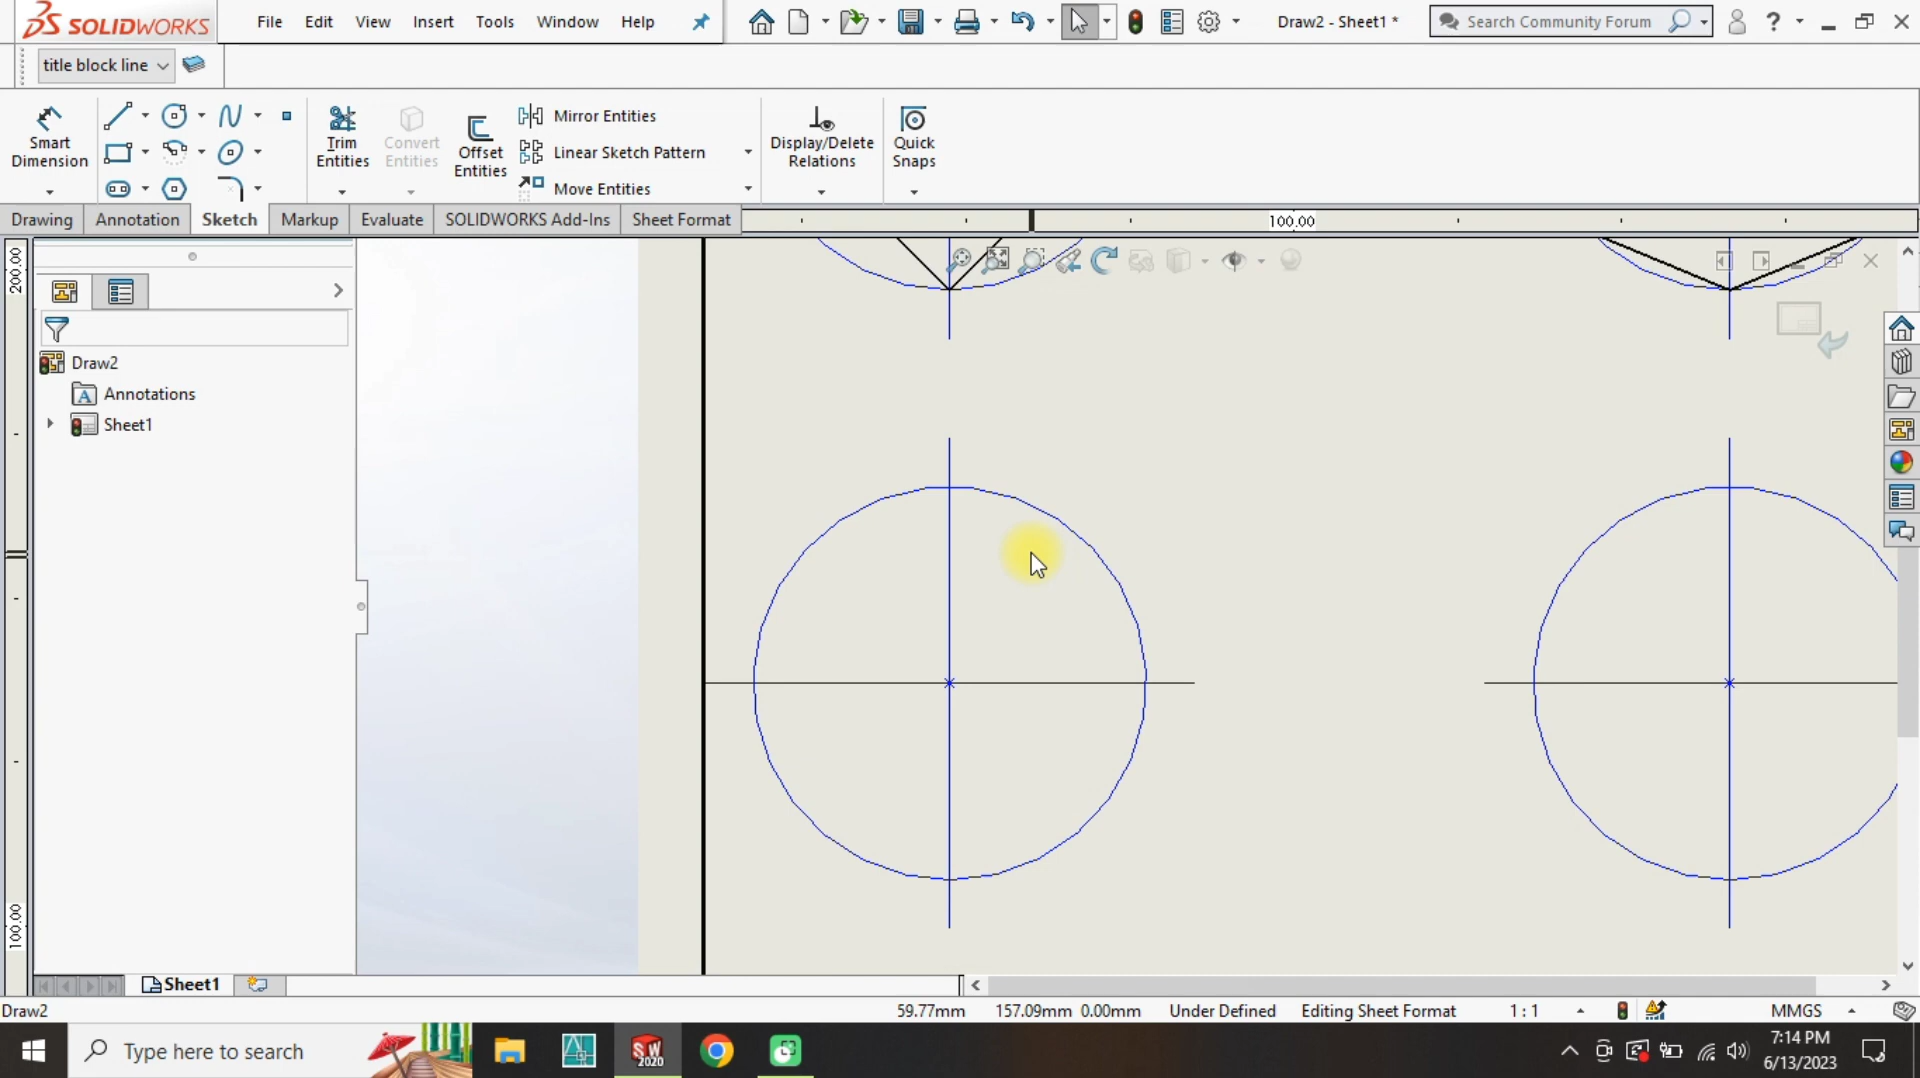 SOLIDWORKS File Edit View Insert Tools Window Help Draw2 - Sheet1 * Search Community Forum ?
title block line
Smart Dimension
Trim Entities
Convert Entities
Offset Entities
Mirror Entities
Linear Sketch Pattern
Move Entities
Display/Delete Relations
Quick Snaps
Drawing Annotation Sketch Markup Evaluate SOLIDWORKS Add-Ins Sheet Format
100.00
200.00
Draw2
A Annotations
Sheet1
100.00
Sheet1
Draw2 59.77mm 157.09mm 0.00mm Under Defined Editing Sheet Format 1 : 1 MMGS
Type here to search
SW 2020
7:14 PM
6/13/2023